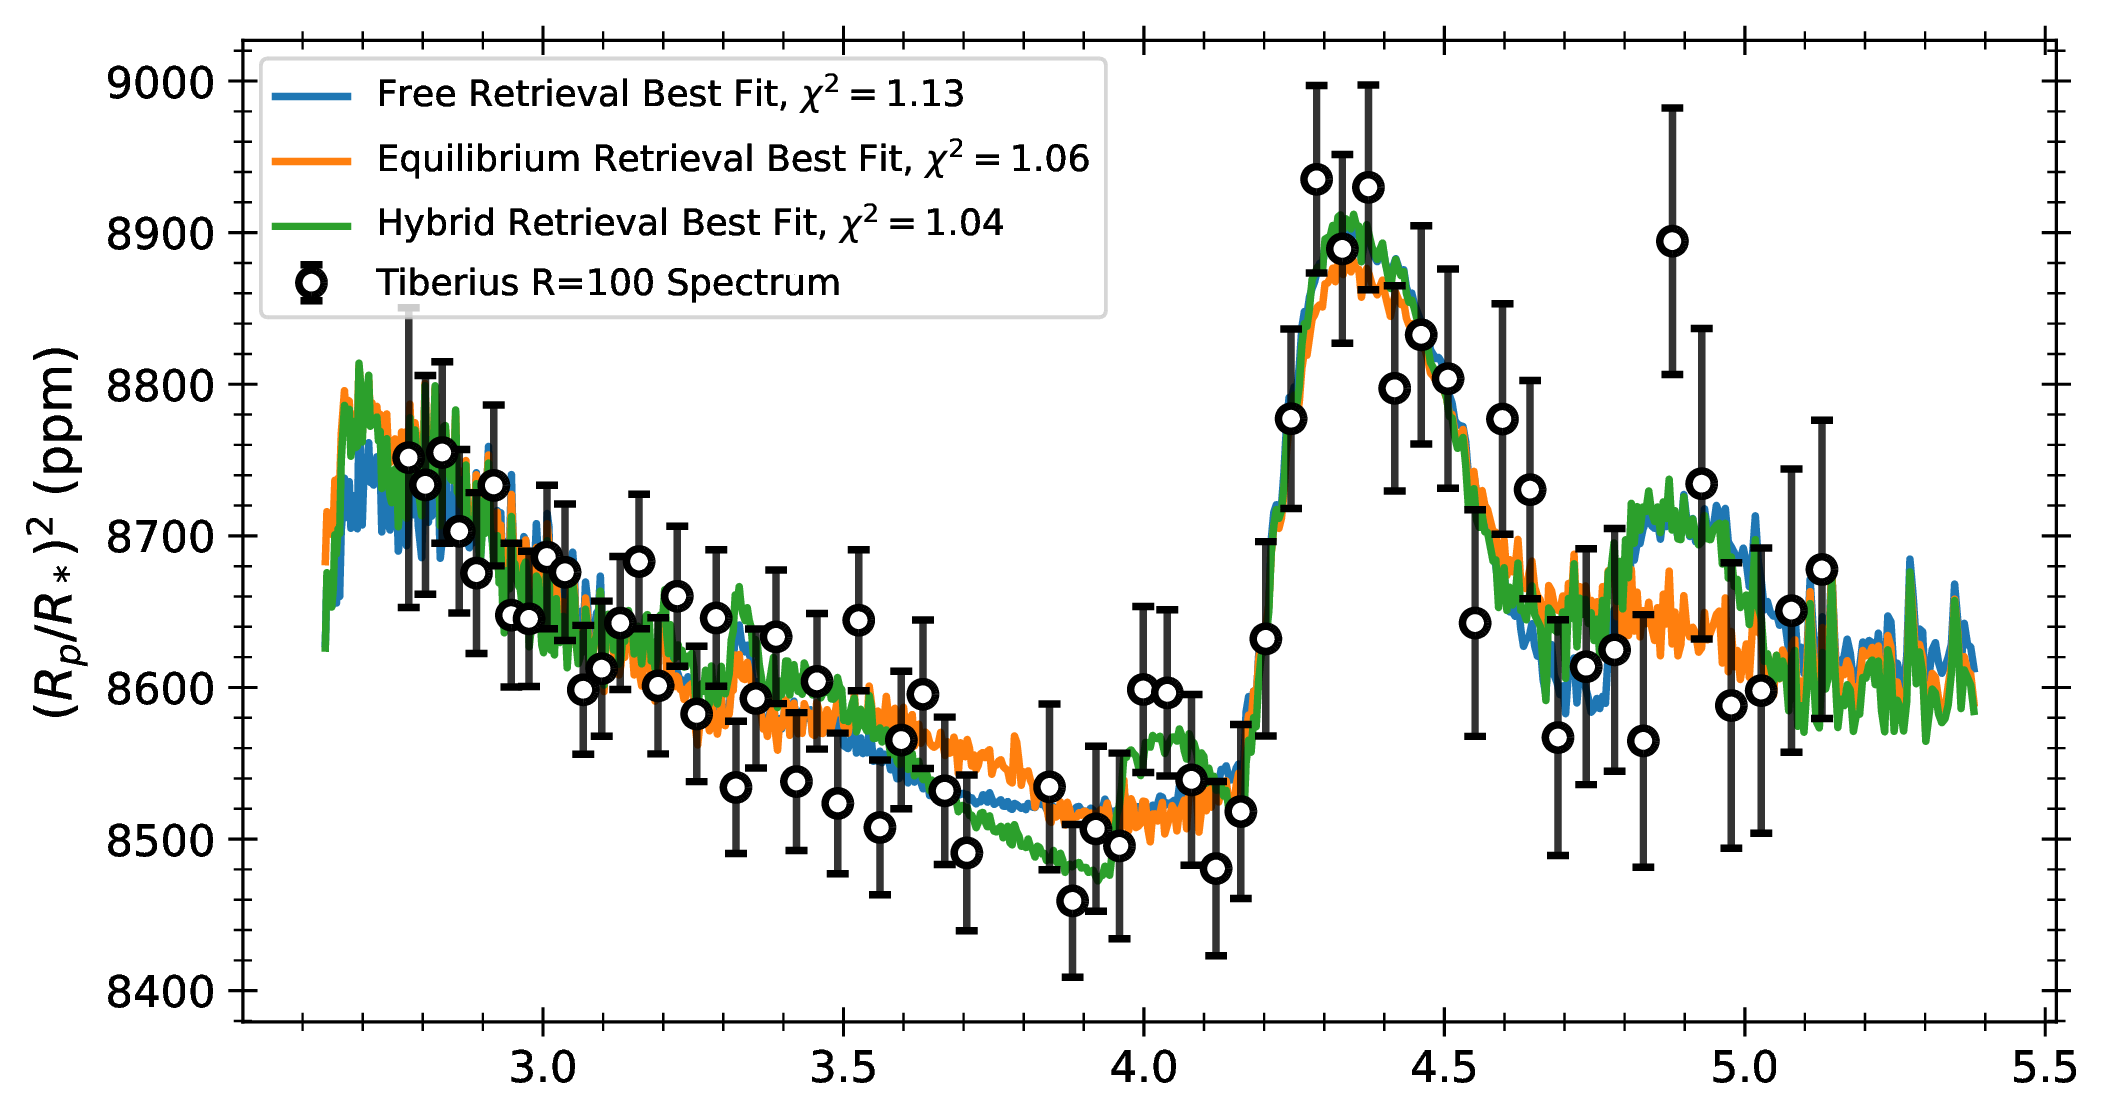 Free Retrieval Best Fit, χ² = 1.13
Equilibrium Retrieval Best Fit, χ² = 1.06
Hybrid Retrieval Best Fit, χ² = 1.04
Tiberius R=100 Spectrum
(R_p/R_*)² (ppm)
9000
8900
8800
8700
8600
8500
8400
3.0 3.5 4.0 4.5 5.0 5.5